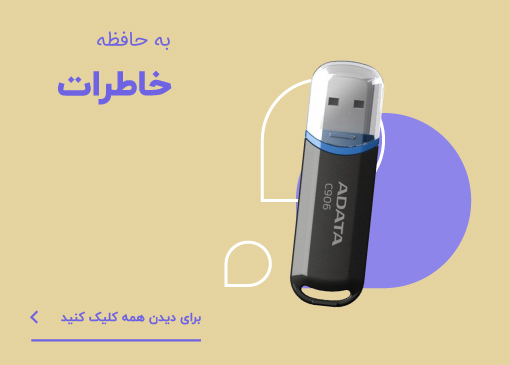 به حافظه
خاطرات
ADATA
C906
برای دیدن همه کلیک کنید